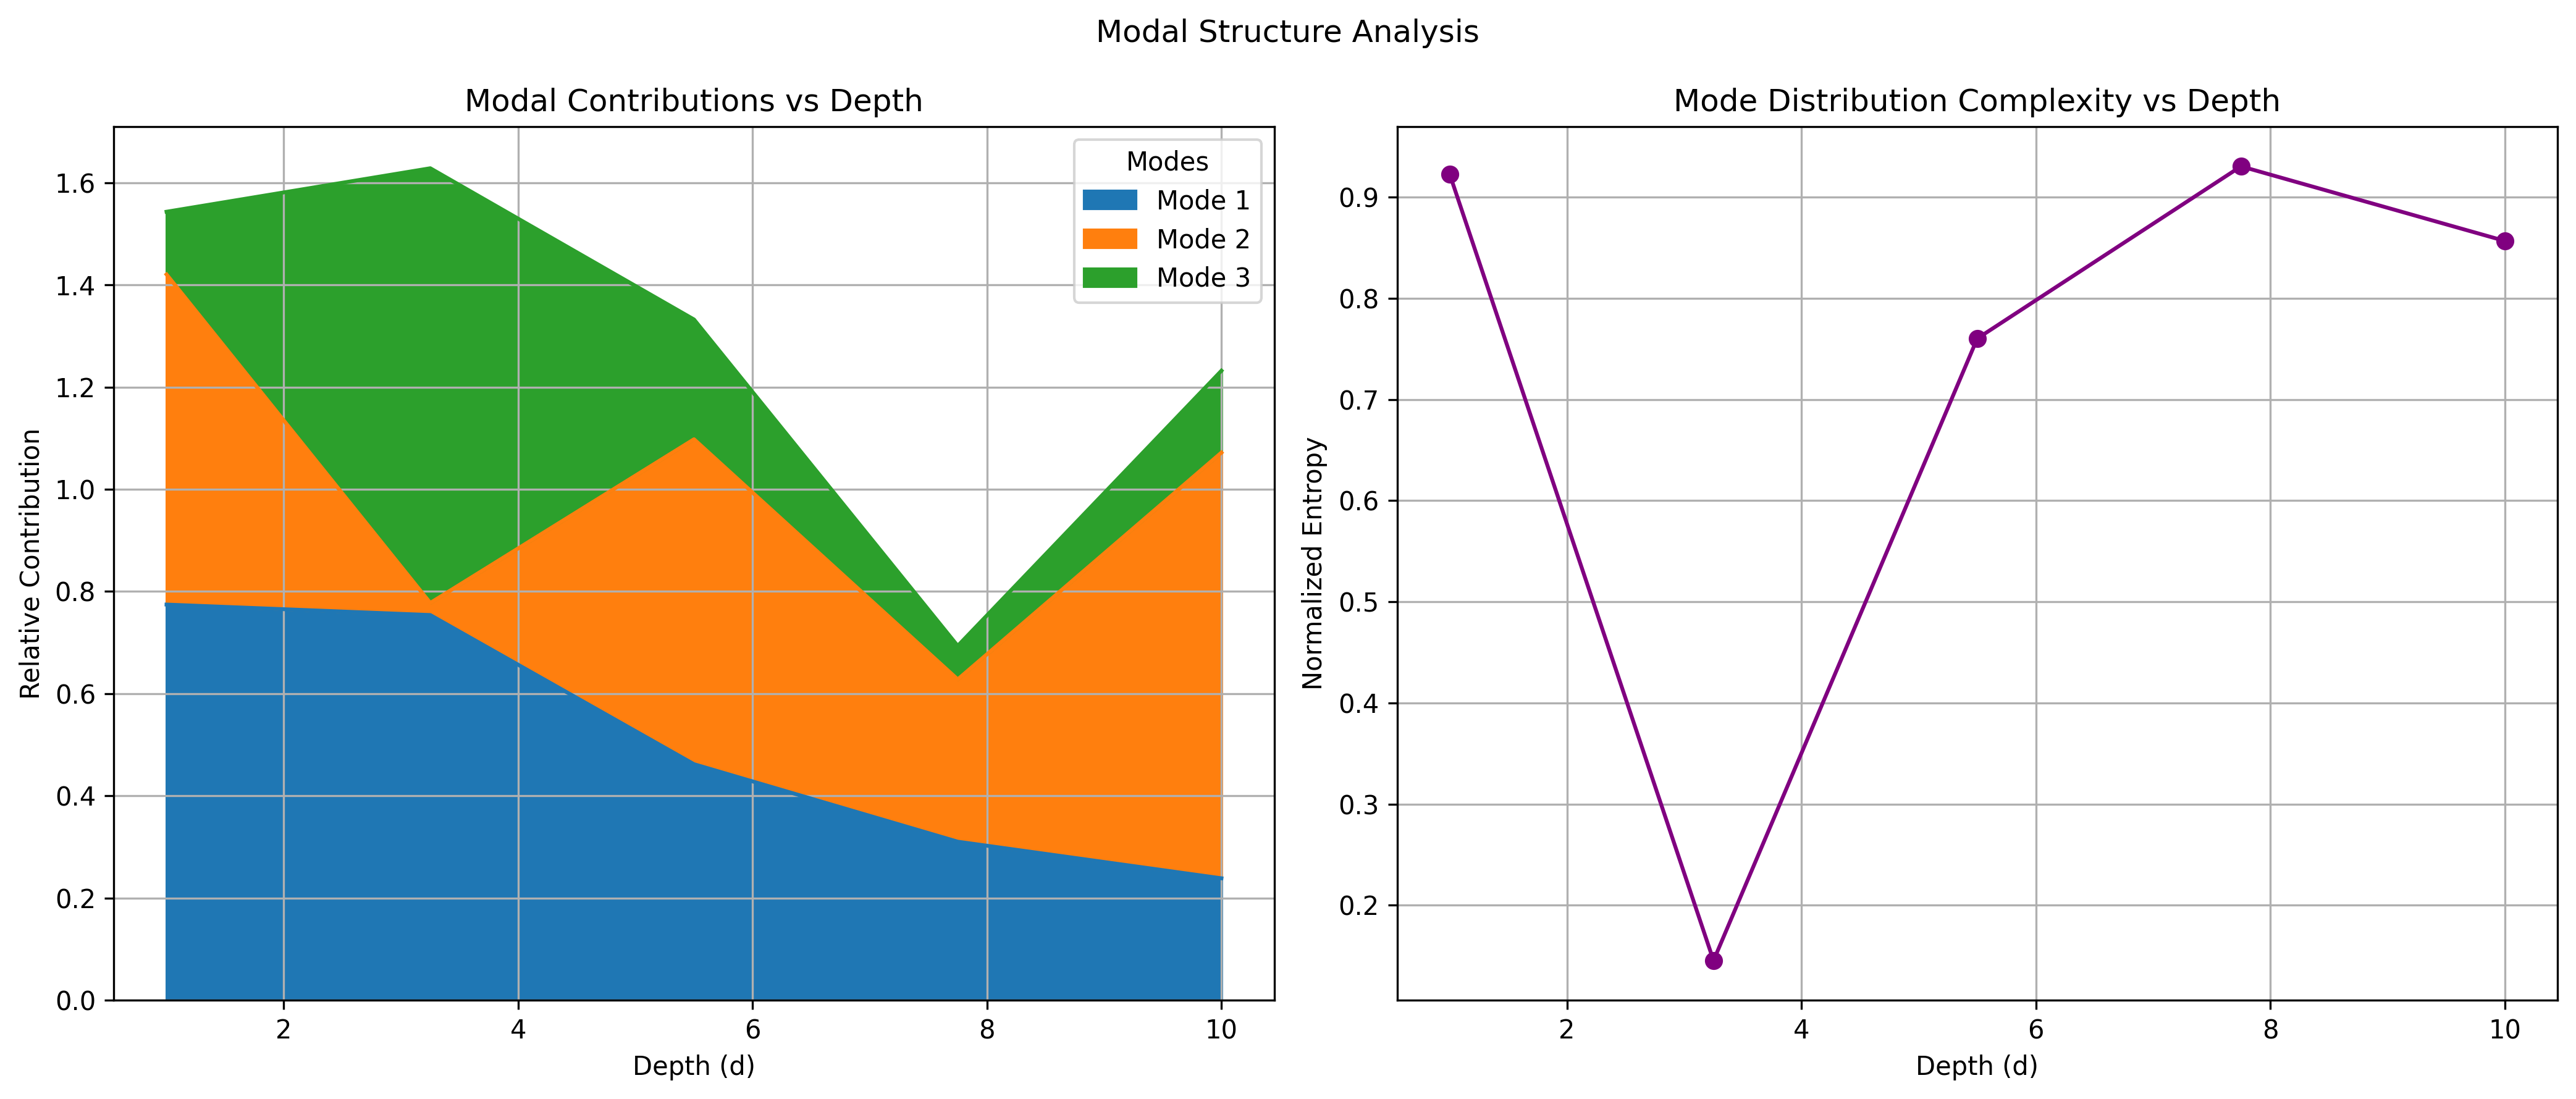 Modal Structure Analysis
Modal Contributions vs Depth
1.6
1.4
1.2
1.0
0.8
0.6
0.4
0.2
0.0
Relative Contribution
2 4 6 8 10
Depth (d)
Modes
Mode 1
Mode 2
Mode 3
Mode Distribution Complexity vs Depth
0.9
0.8
0.7
0.6
0.5
0.4
0.3
0.2
Normalized Entropy
2 4 6 8 10
Depth (d)